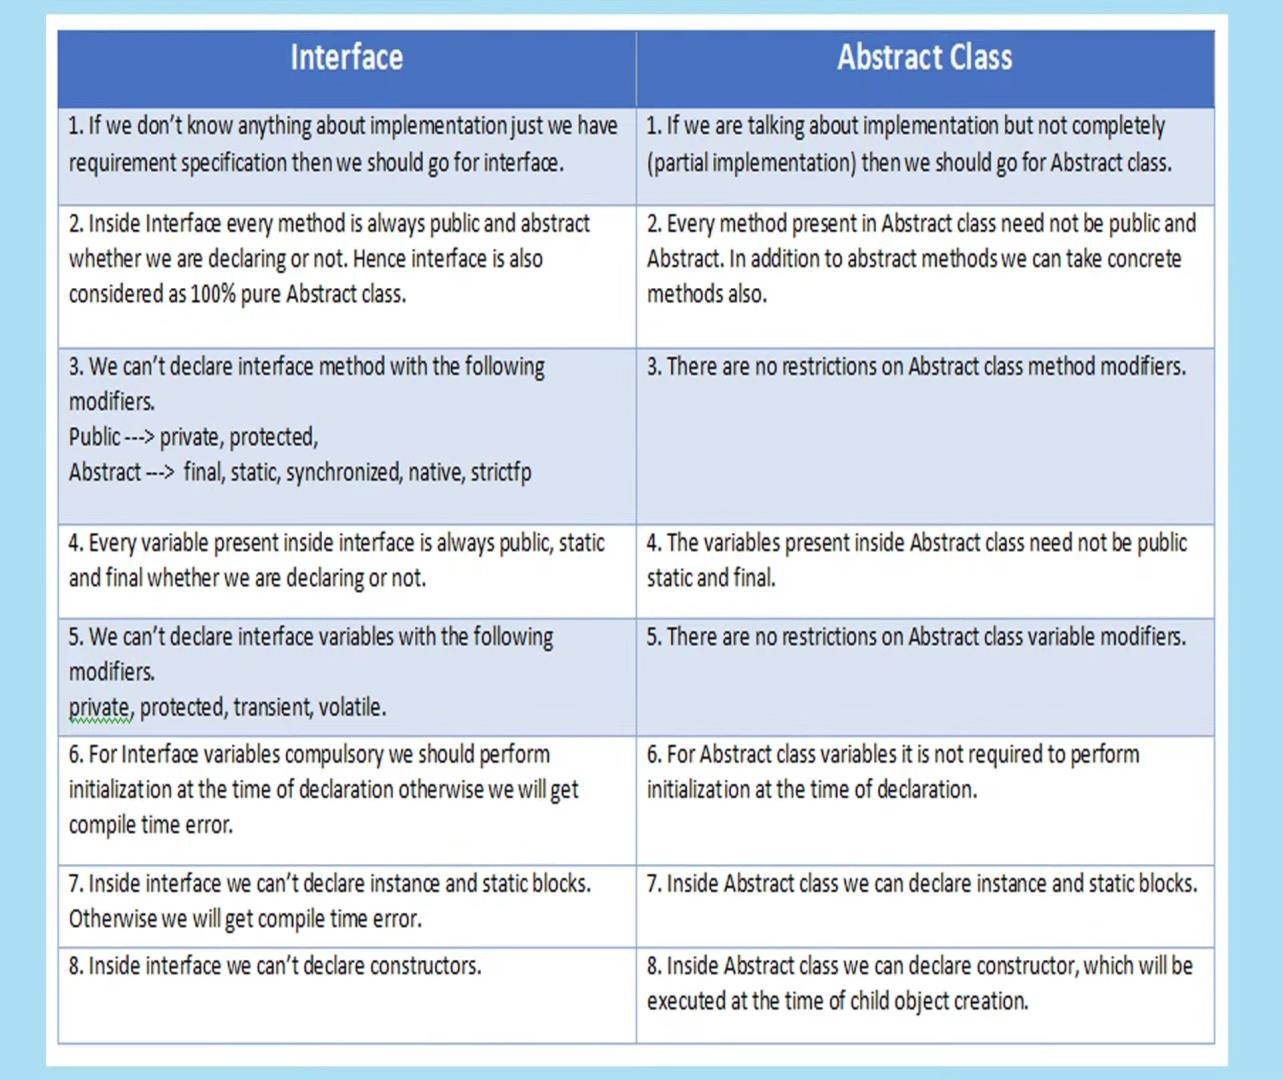 Interface
Abstract Class
1. If we don't know anything about implementation just we have
requirement specification then we should go for interface.
1. If we are talking about implementation but not completely
(partial implementation) then we should go for Abstract class.
2. Inside Interface every method is always public and abstract
whether we are declaring or not. Hence interface is also
considered as 100% pure Abstract class.
2. Every method present in Abstract class need not be public and
Abstract. In addition to abstract methods we can take concrete
methods also.
3. We can't declare interface method with the following
modifiers.
Public ---> private, protected,
Abstract ---> final, static, synchronized, native, strictfp
3. There are no restrictions on Abstract class method modifiers.
4. Every variable present inside interface is always public, static
and final whether we are declaring or not.
4. The variables present inside Abstract class need not be public
static and final.
5. We can't declare interface variables with the following
modifiers.
private, protected, transient, volatile.
5. There are no restrictions on Abstract class variable modifiers.
6. For Interface variables compulsory we should perform
initialization at the time of declaration otherwise we will get
compile time error.
6. For Abstract class variables it is not required to perform
initialization at the time of declaration.
7. Inside interface we can't declare instance and static blocks.
Otherwise we will get compile time error.
7. Inside Abstract class we can declare instance and static blocks.
8. Inside interface we can't declare constructors.
8. Inside Abstract class we can declare constructor, which will be
executed at the time of child object creation.